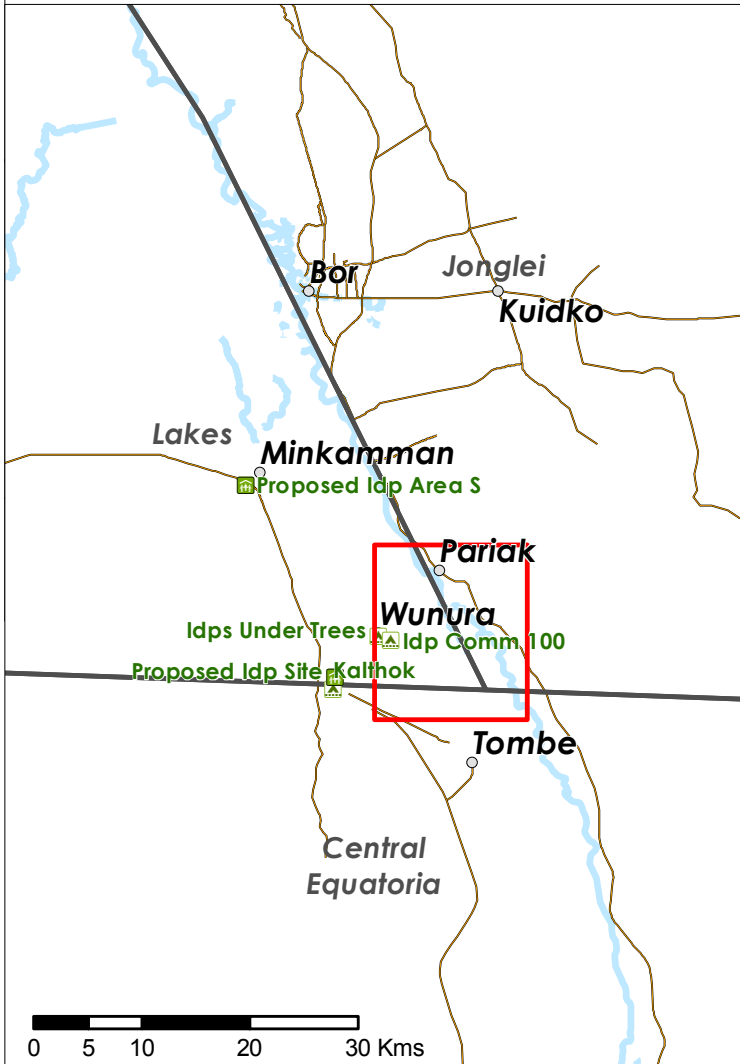 Bor
Jonglei
Kuidko
Lakes
Minkamman
Proposed Idp Area S
Pariak
Wunura
Idps Under Trees
Idp Comm 100
Proposed Idp Site Kalthok
Tombe
Central
Equatoria
0 5 10 20 30 Kms